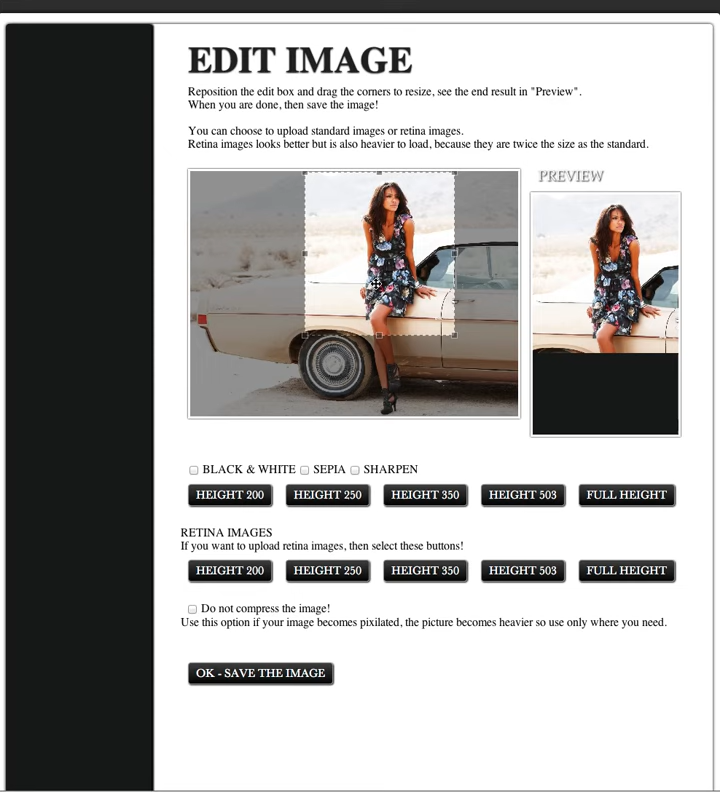 EDIT IMAGE
Reposition the edit box and drag the corners to resize, see the end result in "Preview".
When you are done, then save the image!
You can choose to upload standard images or retina images.
Retina images looks better but is also heavier to load, because they are twice the size as the standard.
PREVIEW
BLACK & WHITE SEPIA SHARPEN
HEIGHT 200 HEIGHT 250 HEIGHT 350 HEIGHT 503 FULL HEIGHT
RETINA IMAGES
If you want to upload retina images, then select these buttons!
HEIGHT 200 HEIGHT 250 HEIGHT 350 HEIGHT 503 FULL HEIGHT
Do not compress the image!
Use this option if your image becomes pixilated, the picture becomes heavier so use only where you need.
OK - SAVE THE IMAGE